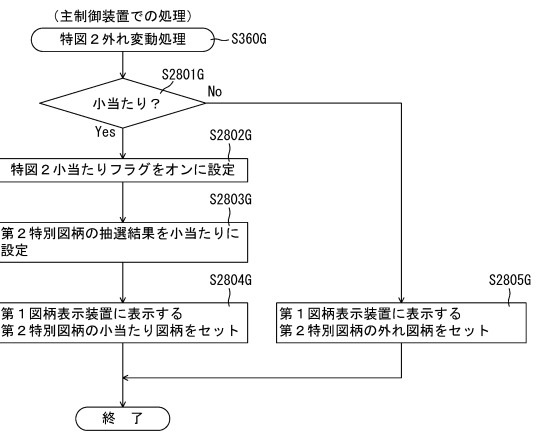 （主制御装置での処理）
特図２外れ変動処理
S360G
S2801G
小当たり？
No
Yes
S2802G
特図２小当たりフラグをオンに設定
S2803G
第２特別図柄の抽選結果を小当たりに
設定
S2804G
第１図柄表示装置に表示する
第２特別図柄の小当たり図柄をセット
S2805G
第１図柄表示装置に表示する
第２特別図柄の外れ図柄をセット
終 了